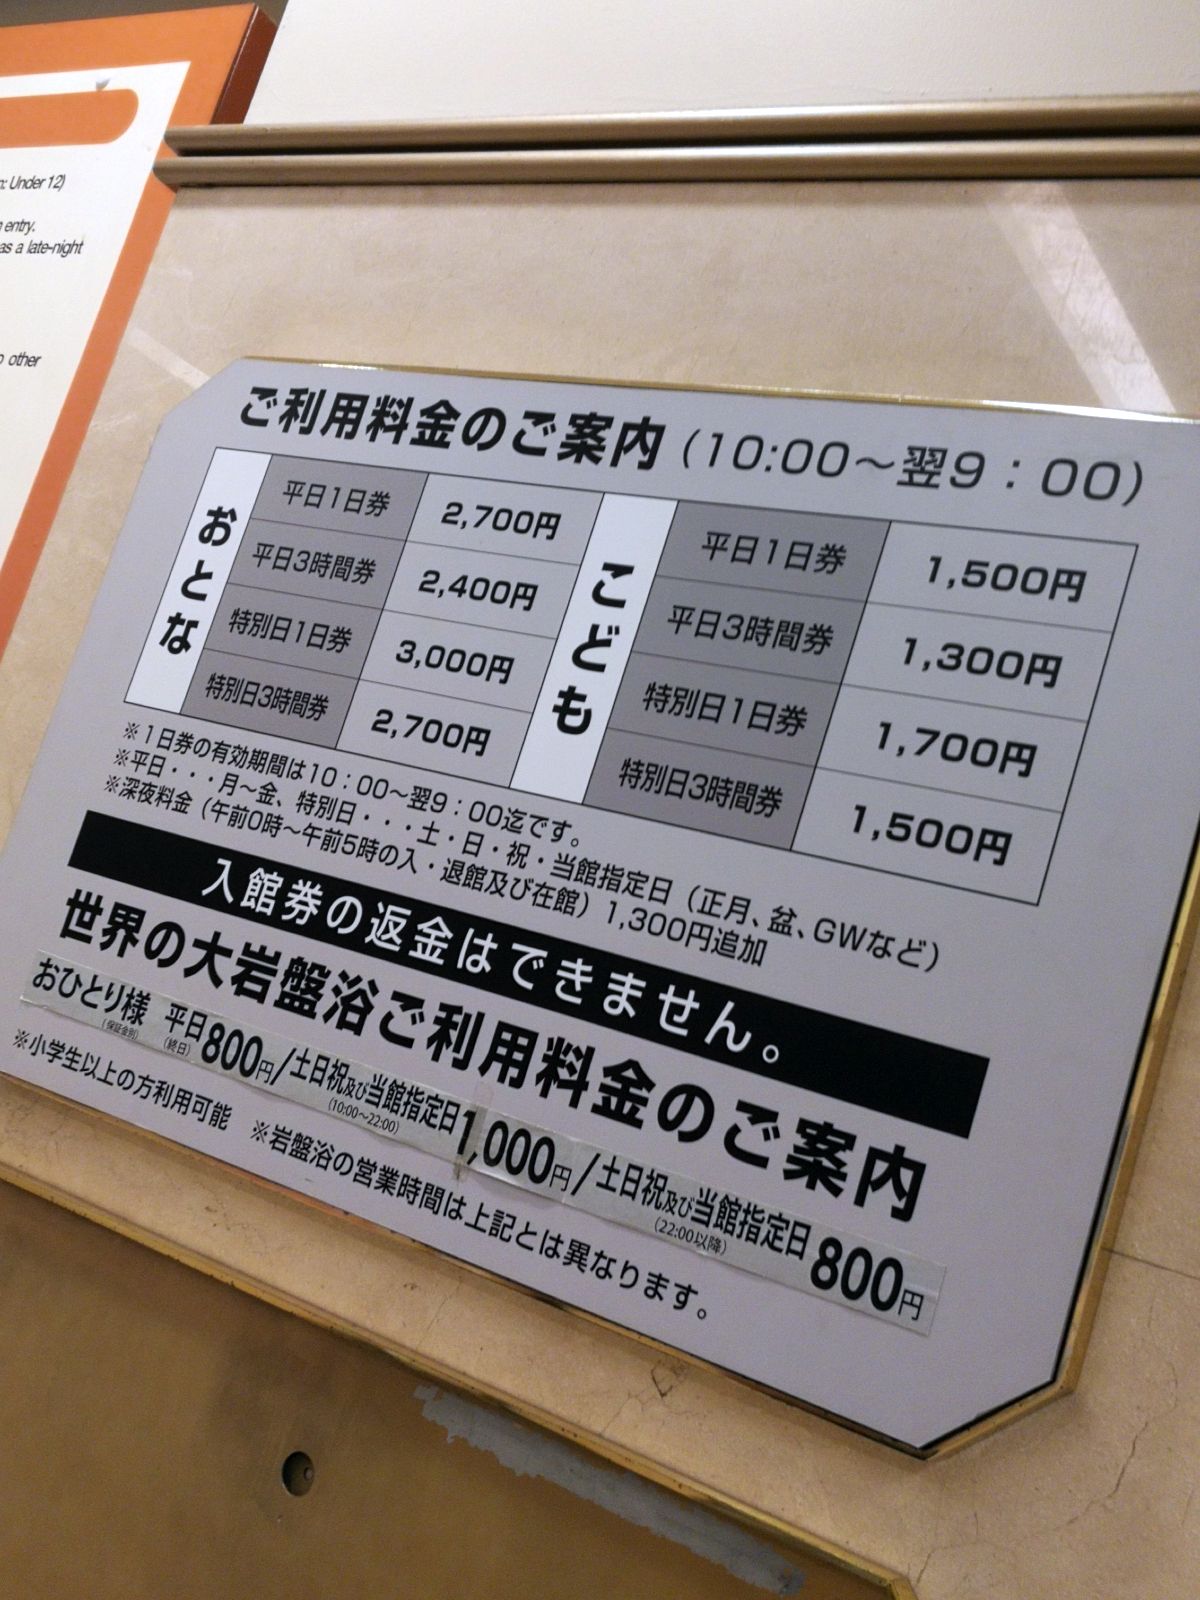 n: Under 12)
entry.
as a late-night
other
ご利用料金のご案内 (10:00〜翌9:00)
おとな
平日1日券 2,700円
平日3時間券 2,400円
特別日1日券 3,000円
特別日3時間券 2,700円
こども
平日1日券 1,500円
平日3時間券 1,300円
特別日1日券 1,700円
特別日3時間券 1,500円
※1日券の有効期間は10:00〜翌9:00迄です。
※平日・・・月〜金、特別日・・・土・日・祝・当館指定日(正月、盆、GWなど)
※深夜料金(午前0時〜午前5時の入・退館及び在館)1,300円追加
入館券の返金はできません。
世界の大岩盤浴ご利用料金のご案内
おひとり様(保証金別) 平日(終日)800円/土日祝及び当館指定日(10:00〜22:00)1,000円/土日祝及び当館指定日(22:00以降)800円
※小学生以上の方利用可能 ※岩盤浴の営業時間は上記とは異なります。